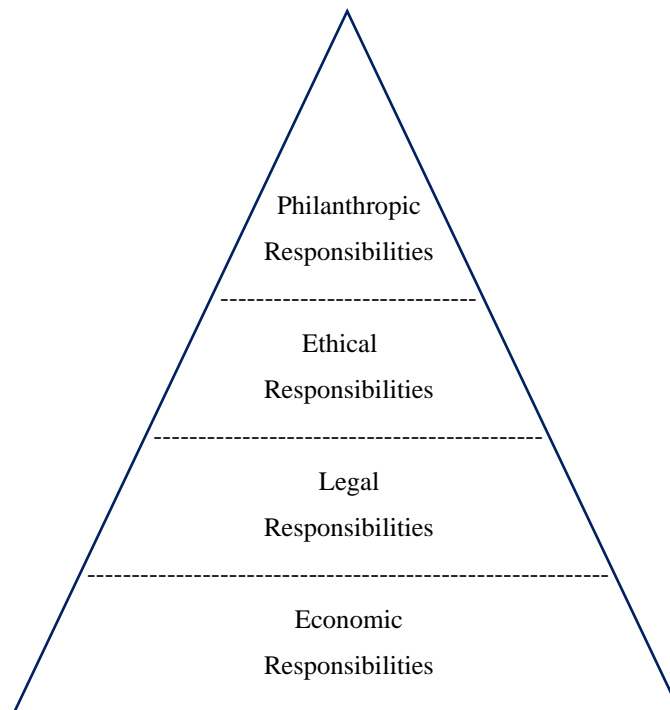 Philanthropic
Responsibilities
Ethical
Responsibilities
Legal
Responsibilities
Economic
Responsibilities